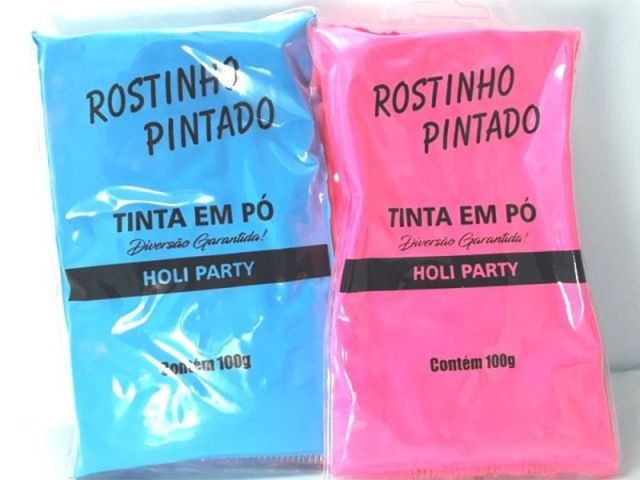 ROSTINHO
PINTADO
TINTA EM PÓ
Diversão Garantida!
HOLI PARTY
Contém 100g
ROSTINHO
PINTADO
TINTA EM PÓ
Diversão Garantida!
HOLI PARTY
Contém 100g